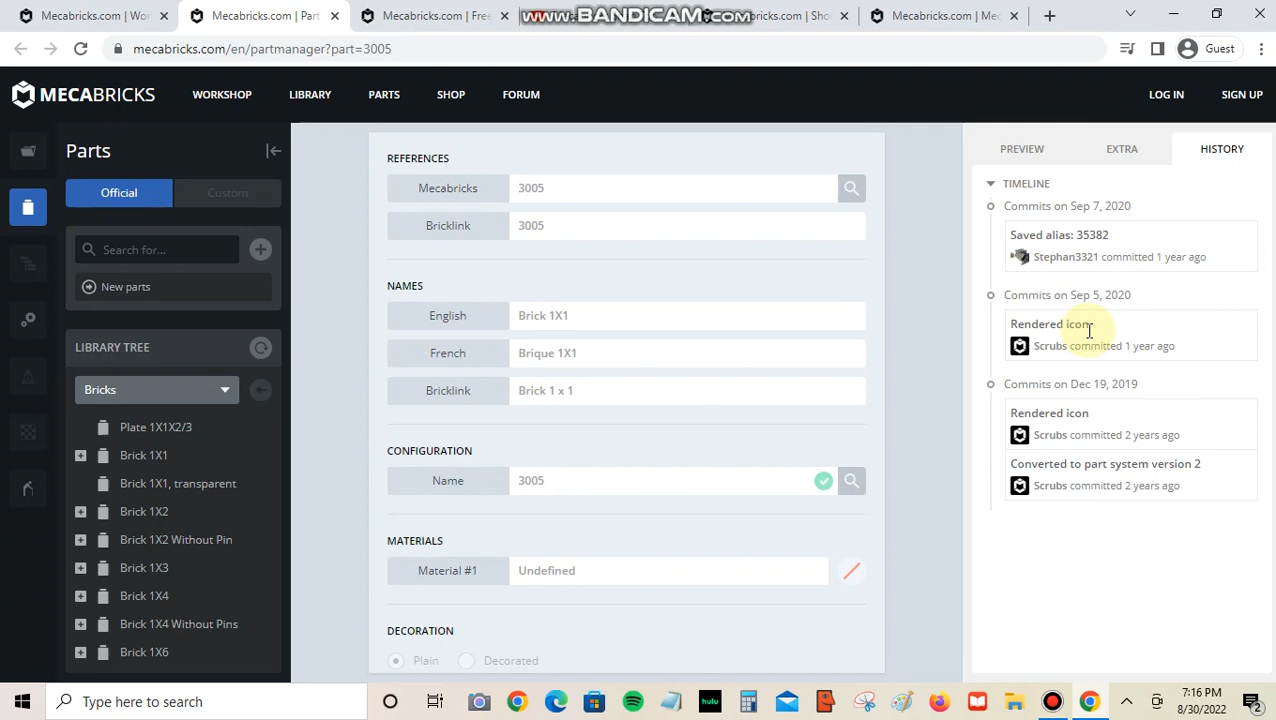 Mecabricks.com | Wor
Mecabricks.com | Part
Mecabricks.com | Free
www.BANDICAM.com
bricks.com | Sho
Mecabricks.com | Mec
mecabricks.com/en/partmanager?part=3005
Guest
MECABRICKS
WORKSHOP
LIBRARY
PARTS
SHOP
FORUM
LOG IN
SIGN UP
Parts
Official
Custom
Search for...
New parts
LIBRARY TREE
Bricks
Plate 1X1X2/3
Brick 1X1
Brick 1X1, transparent
Brick 1X2
Brick 1X2 Without Pin
Brick 1X3
Brick 1X4
Brick 1X4 Without Pins
Brick 1X6
REFERENCES
Mecabricks 3005
Bricklink 3005
NAMES
English Brick 1X1
French Brique 1X1
Bricklink Brick 1 x 1
CONFIGURATION
Name 3005
MATERIALS
Material #1 Undefined
DECORATION
Plain Decorated
PREVIEW
EXTRA
HISTORY
TIMELINE
Commits on Sep 7, 2020
Saved alias: 35382
Stephan3321 committed 1 year ago
Commits on Sep 5, 2020
Rendered icon
Scrubs committed 1 year ago
Commits on Dec 19, 2019
Rendered icon
Scrubs committed 2 years ago
Converted to part system version 2
Scrubs committed 2 years ago
Type here to search
hulu
7:16 PM
8/30/2022
2